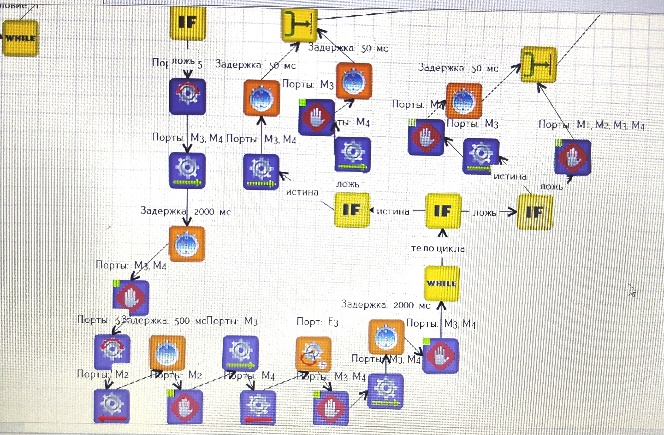 WHILE
IF
ложь
Задержка: 50 мс
Задержка: 50 мс
Порты: M3
Задержка: 50 мс
Порты: M3, M4
Порты: M3, M4
Порты: M3
Порты: M1, M2, M3, M4
истина
ложь
истина
ложь
IF
истина
IF
ложь
IF
Задержка: 2000 мс
тело цикла
Порты: M3, M4
WHILE
Задержка: 2000 мс
Задержка: 500 мс
Порты: M3
Порт: E3
Порты: M3, M4
Порты: M3, M4
Порты: M2
Порты: M2
Порты: M4
Порты: M3, M4